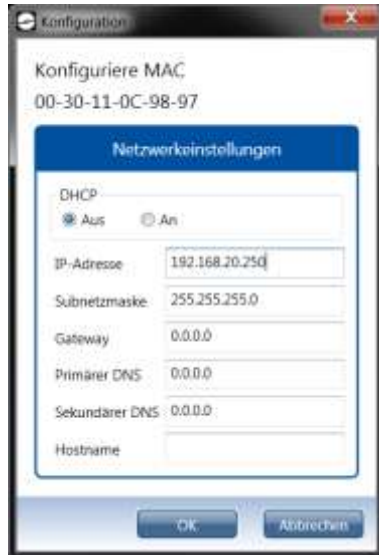 Konfiguration
Konfiguriere MAC
00-30-11-0C-98-97
Netzwerkeinstellungen
DHCP
Aus An
IP-Adresse 192.168.20.250
Subnetzmaske 255.255.255.0
Gateway 0.0.0.0
Primärer DNS 0.0.0.0
Sekundärer DNS 0.0.0.0
Hostname
OK Abbrechen